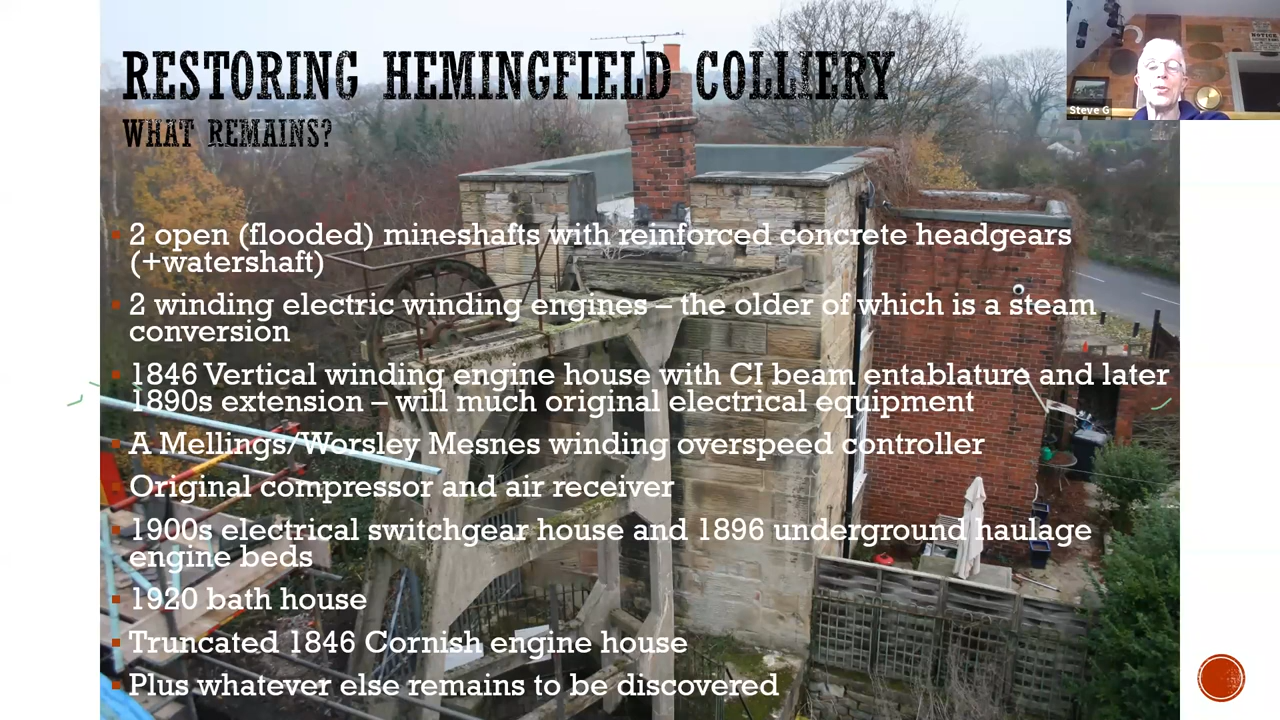 RESTORING HEMINGFIELD COLLIERY
WHAT REMAINS?
Steve G
NOTICE
2 open (flooded) mineshafts with reinforced concrete headgears
(+watershaft)
2 winding electric winding engines – the older of which is a steam
conversion
1846 Vertical winding engine house with CI beam entablature and later
1890s extension – will much original electrical equipment
A Mellings/Worsley Mesnes winding overspeed controller
Original compressor and air receiver
1900s electrical switchgear house and 1896 underground haulage
engine beds
1920 bath house
Truncated 1846 Cornish engine house
Plus whatever else remains to be discovered